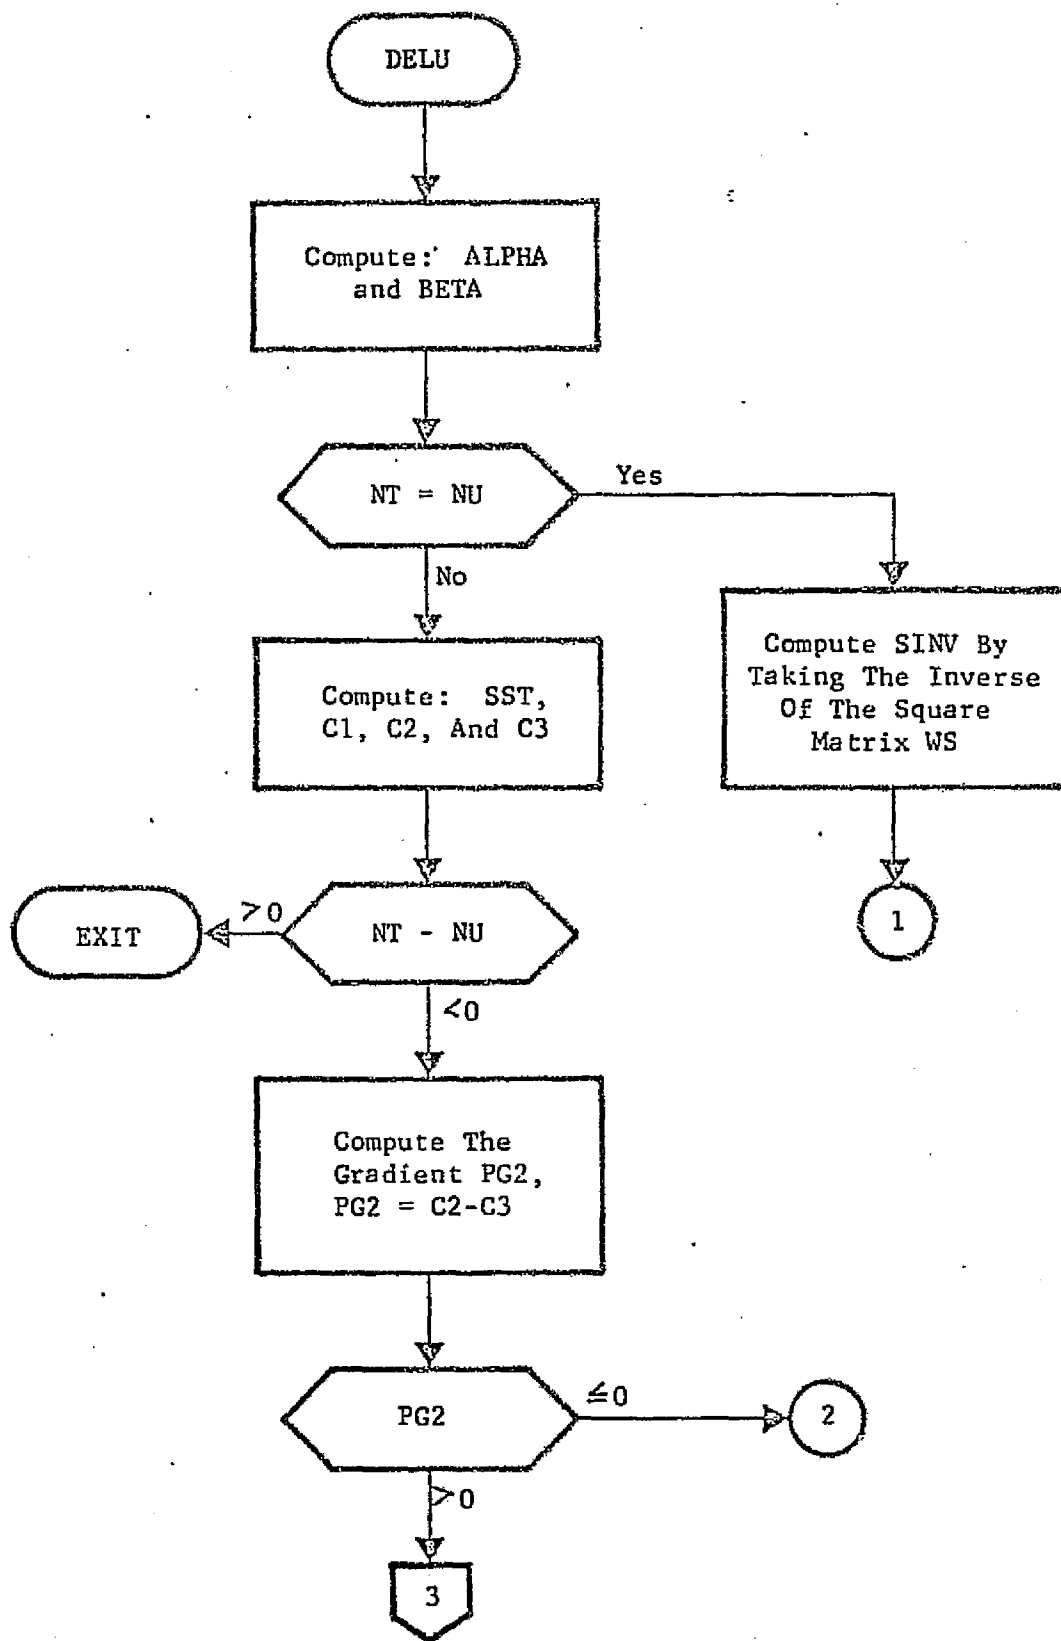 DELU
Compute: ALPHA
and BETA
NT = NU
Yes
No
Compute SINV By
Taking The Inverse
Of The Square
Matrix WS
Compute: SST,
C1, C2, And C3
1
EXIT
>0
NT - NU
<0
Compute The
Gradient PG2,
PG2 = C2-C3
PG2
≦0
2
>0
3